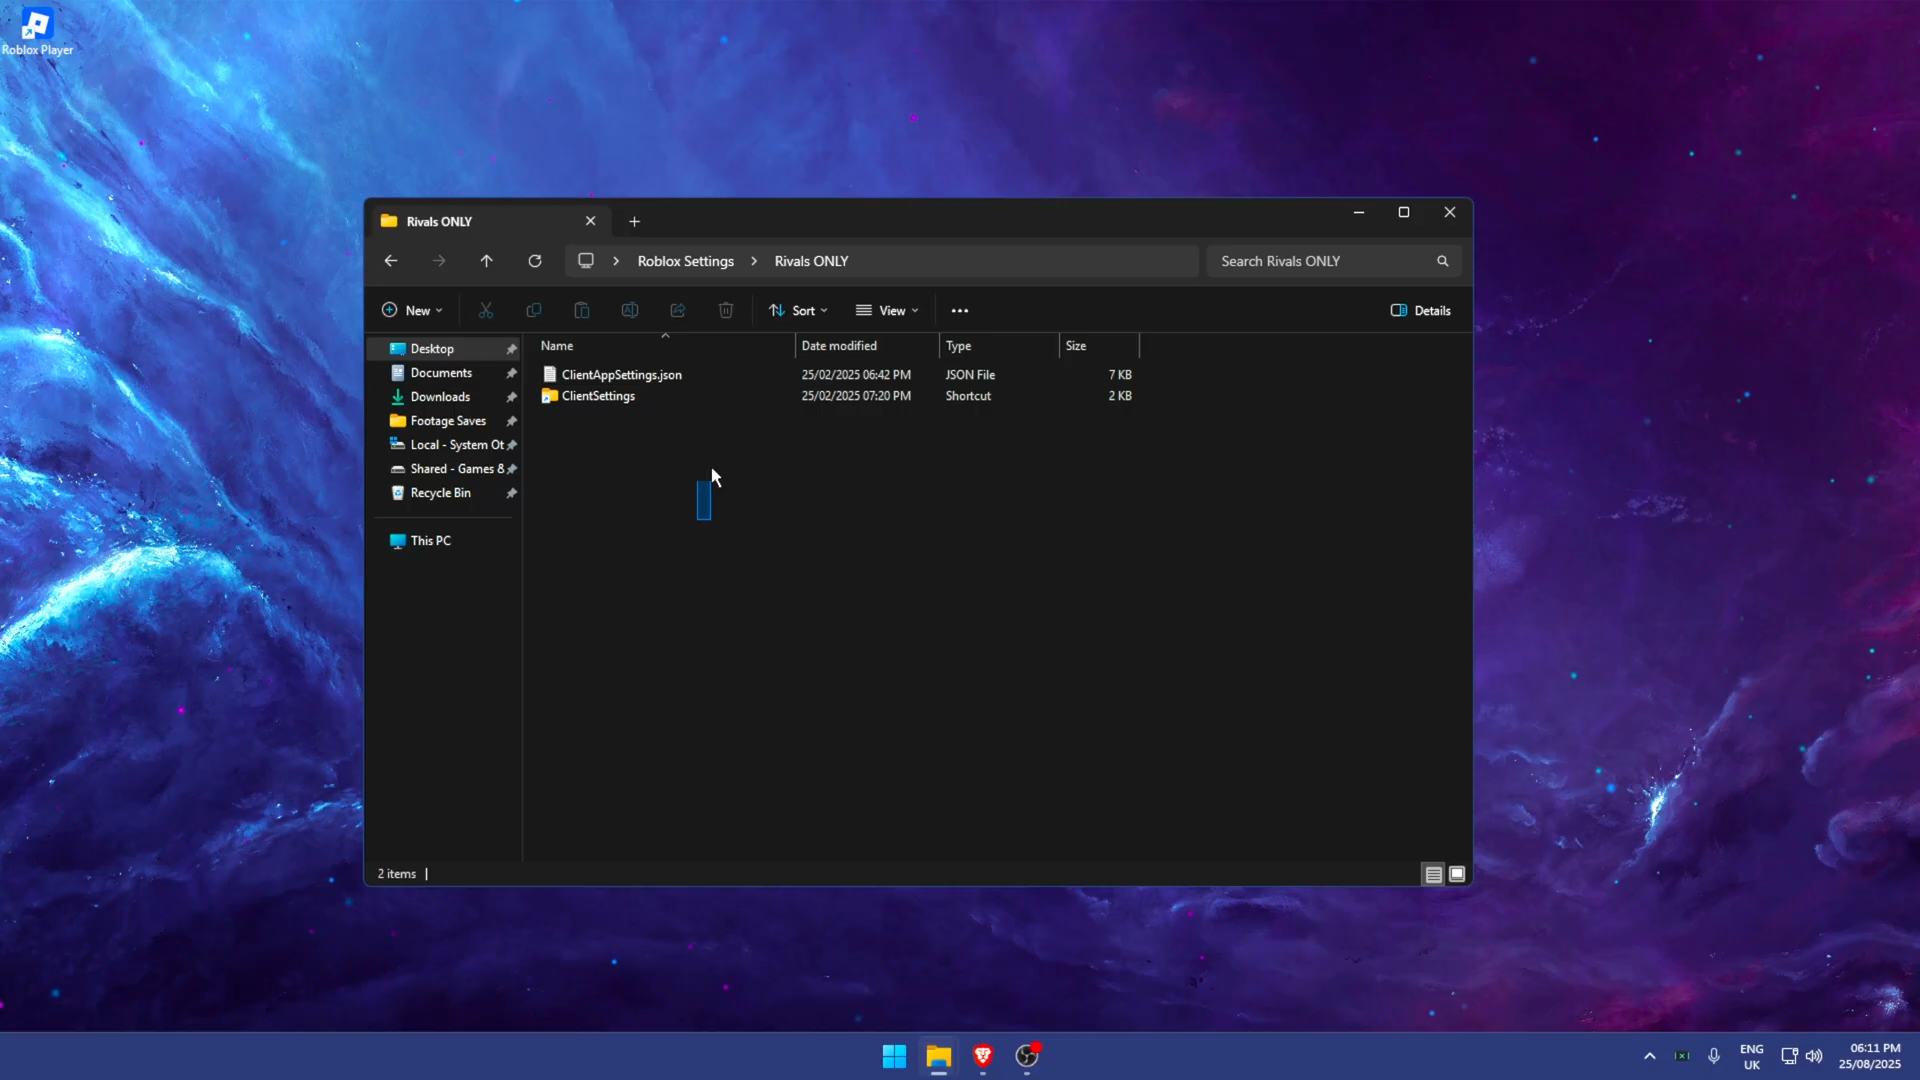 Roblox Player
Rivals ONLY
Roblox Settings
Rivals ONLY
Search Rivals ONLY
New
Sort
View
Details
Name
Date modified
Type
Size
Desktop
Documents
Downloads
Footage Saves
Local - System Ot
Shared - Games &
Recycle Bin
This PC
ClientAppSettings.json
25/02/2025 06:42 PM
JSON File
7 KB
ClientSettings
25/02/2025 07:20 PM
Shortcut
2 KB
2 items
ENG
UK
06:11 PM
25/08/2025